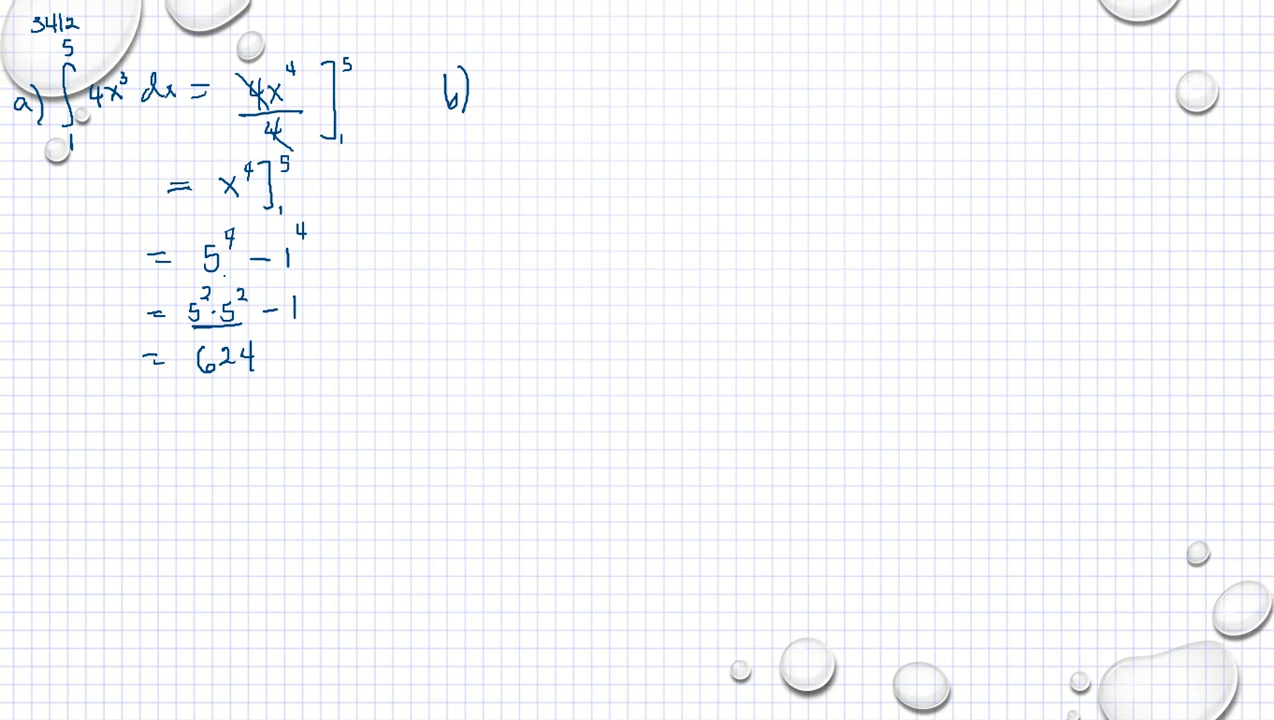 3412
a) ∫₁⁵ 4x³ dx = 4x⁴/4 ]₁⁵
= x⁴ ]₁⁵
= 5⁴ - 1⁴
= 5² · 5² - 1
= 624
b)